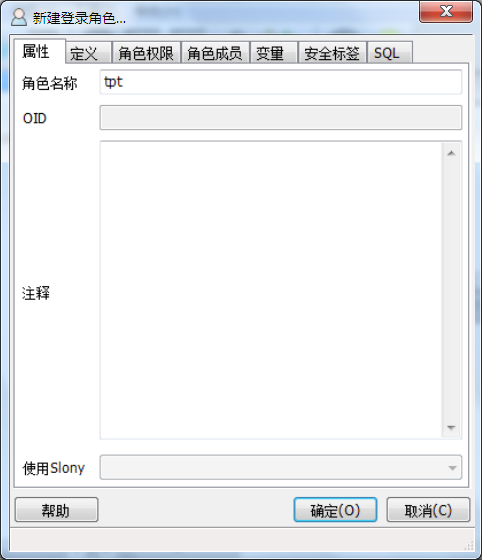 新建登录角色...
属性 定义 角色权限 角色成员 变量 安全标签 SQL
角色名称 tpt
OID
注释
使用Slony
帮助 确定(O) 取消(C)